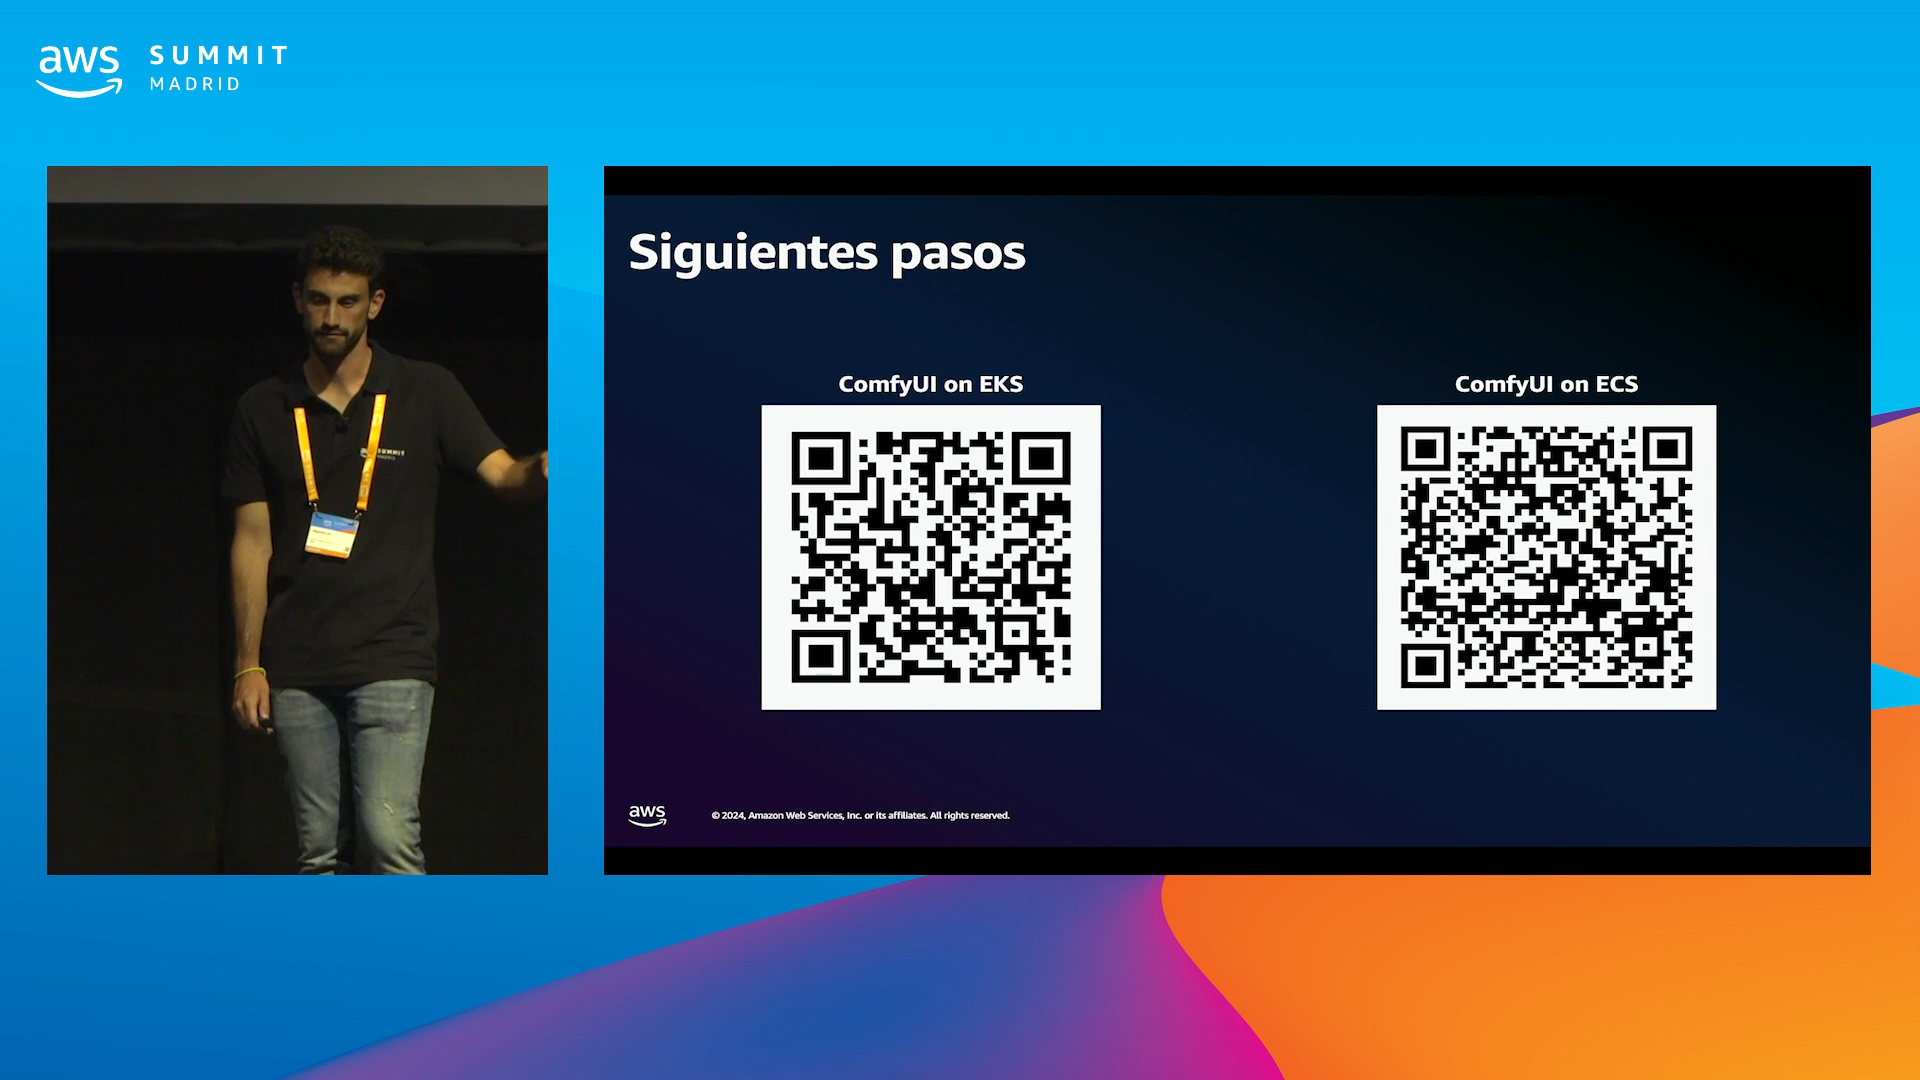 aws SUMMIT
MADRID
Siguientes pasos
ComfyUI on EKS
ComfyUI on ECS
SUMMIT
aws
© 2024, Amazon Web Services, Inc. or its affiliates. All rights reserved.